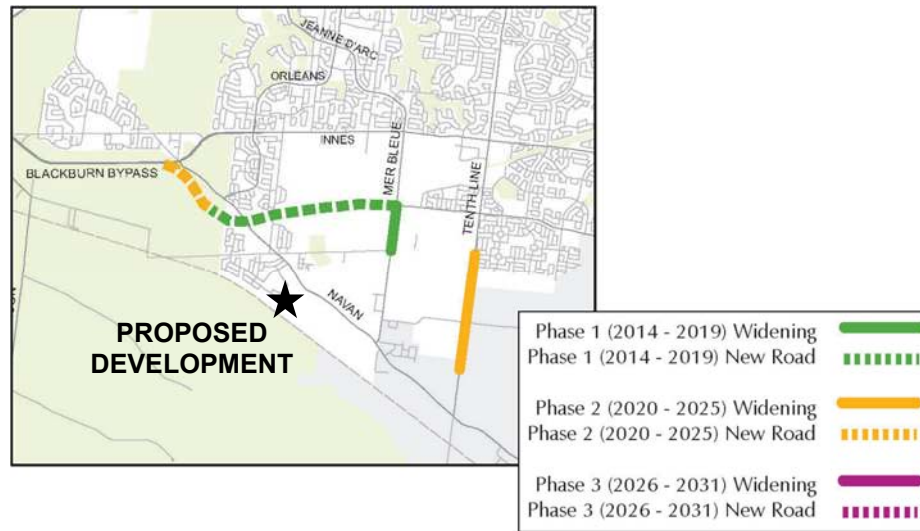 JEANNE-D'ARC
ORLEANS
INNES
BLACKBURN BYPASS
MER BLEUE
TENTH LINE
NAVAN
PROPOSED
DEVELOPMENT
Phase 1 (2014 - 2019) Widening
Phase 1 (2014 - 2019) New Road
Phase 2 (2020 - 2025) Widening
Phase 2 (2020 - 2025) New Road
Phase 3 (2026 - 2031) Widening
Phase 3 (2026 - 2031) New Road